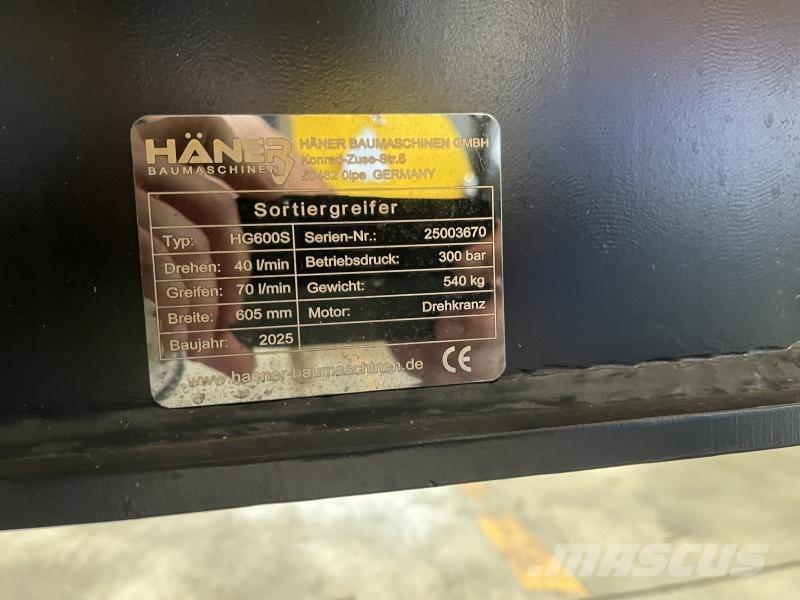 HÄNER
BAUMASCHINEN
HÄNER BAUMASCHINEN GMBH
Konrad-Zuse-Str.5
57462 Olpe GERMANY
Sortiergreifer
Typ: HG600S Serien-Nr.: 25003670
Drehen: 40 l/min Betriebsdruck: 300 bar
Greifen: 70 l/min Gewicht: 540 kg
Breite: 605 mm Motor: Drehkranz
Baujahr: 2025
www.haener-baumaschinen.de CE
MASCUS